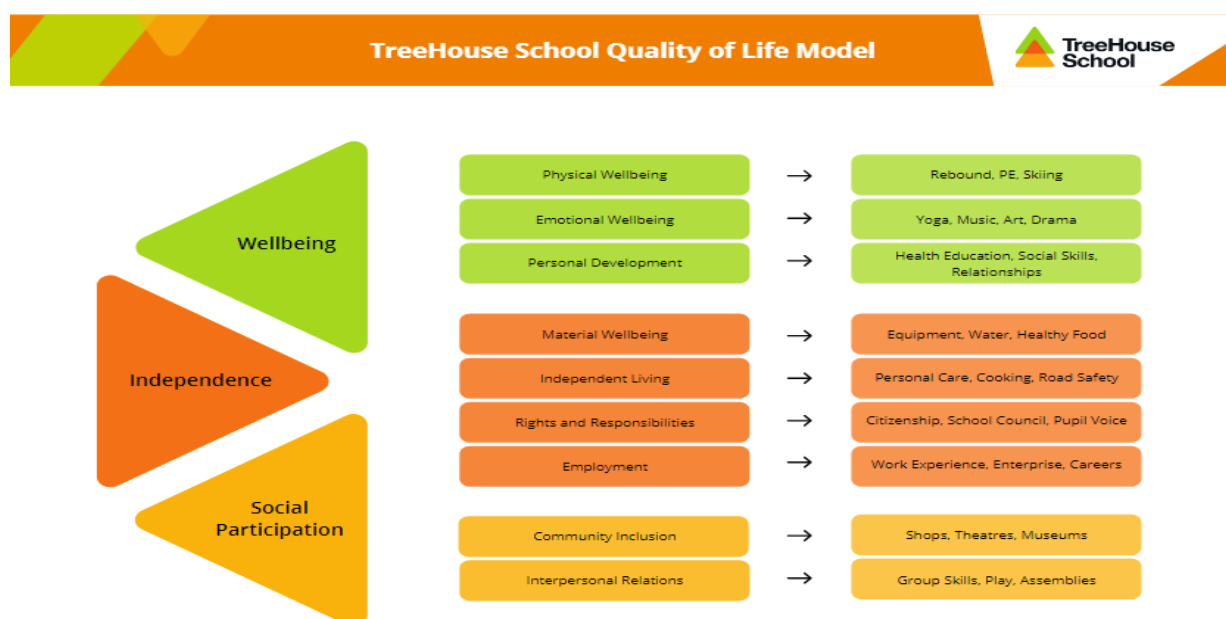 TreeHouse School Quality of Life Model
TreeHouse
School
Wellbeing
Physical Wellbeing → Rebound, PE, Skiing
Emotional Wellbeing → Yoga, Music, Art, Drama
Personal Development → Health Education, Social Skills,
Relationships
Independence
Material Wellbeing → Equipment, Water, Healthy Food
Independent Living → Personal Care, Cooking, Road Safety
Rights and Responsibilities → Citizenship, School Council, Pupil Voice
Employment → Work Experience, Enterprise, Careers
Social
Participation
Community Inclusion → Shops, Theatres, Museums
Interpersonal Relations → Group Skills, Play, Assemblies